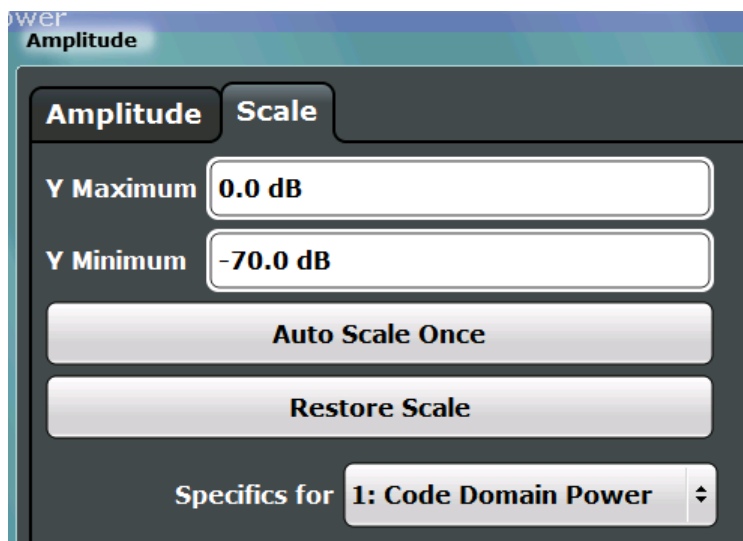 ower
Amplitude
Amplitude Scale
Y Maximum 0.0 dB
Y Minimum -70.0 dB
Auto Scale Once
Restore Scale
Specifics for 1: Code Domain Power